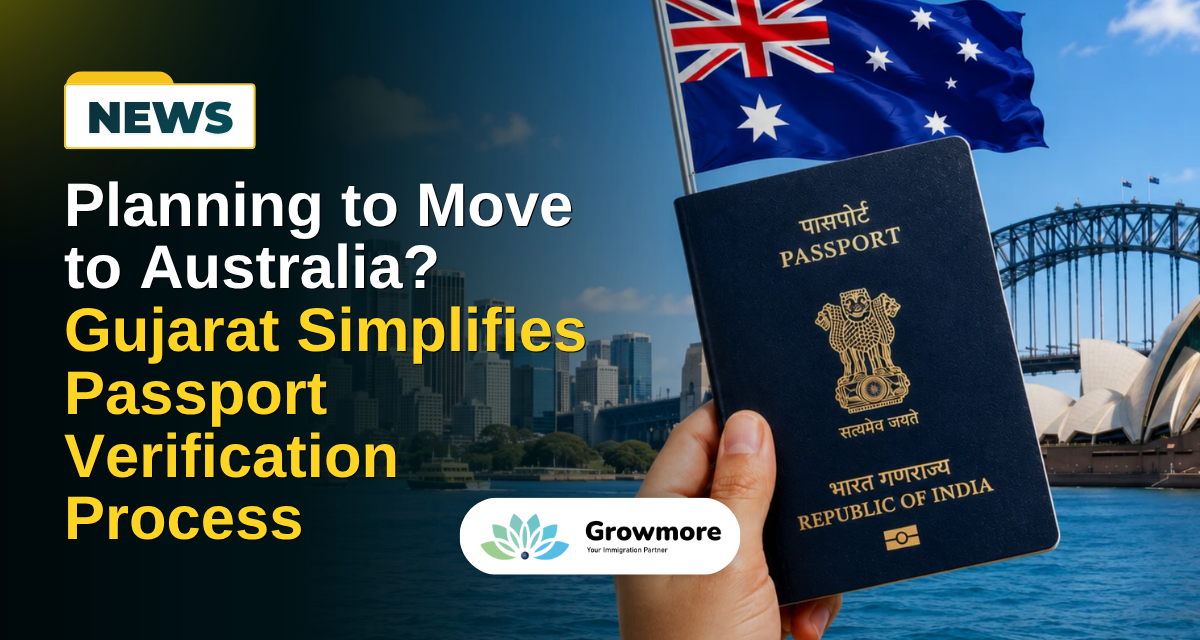 NEWS
Planning to Move
to Australia?
Gujarat Simplifies
Passport
Verification
Process
Growmore
Your Immigration Partner
पासपोर्ट
PASSPORT
सत्यमेव जयते
भारत गणराज्य
REPUBLIC OF INDIA